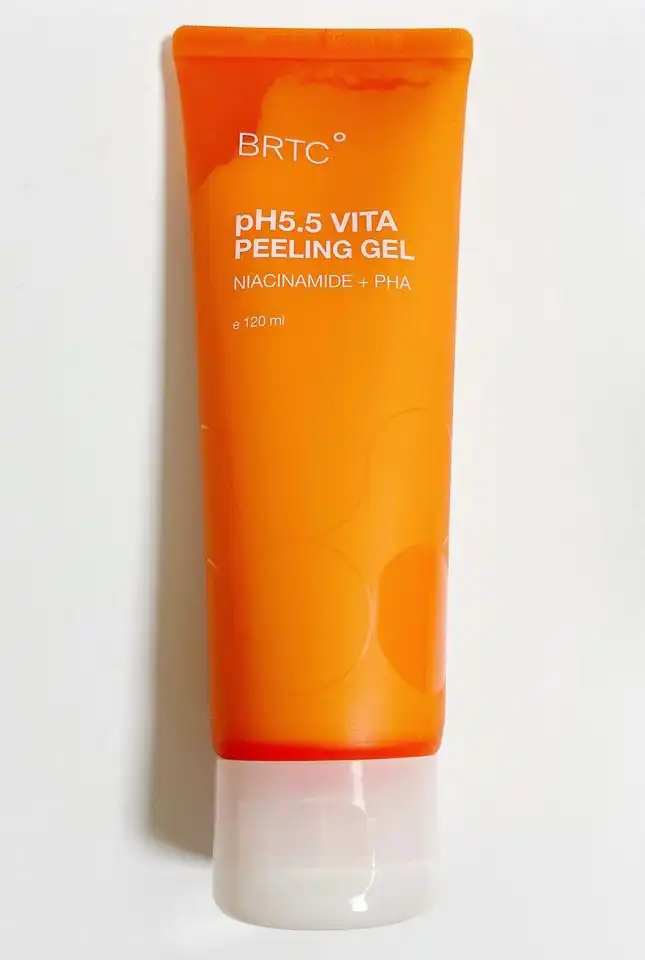 BRTC°
pH5.5 VITA
PEELING GEL
NIACINAMIDE + PHA
e 120 ml